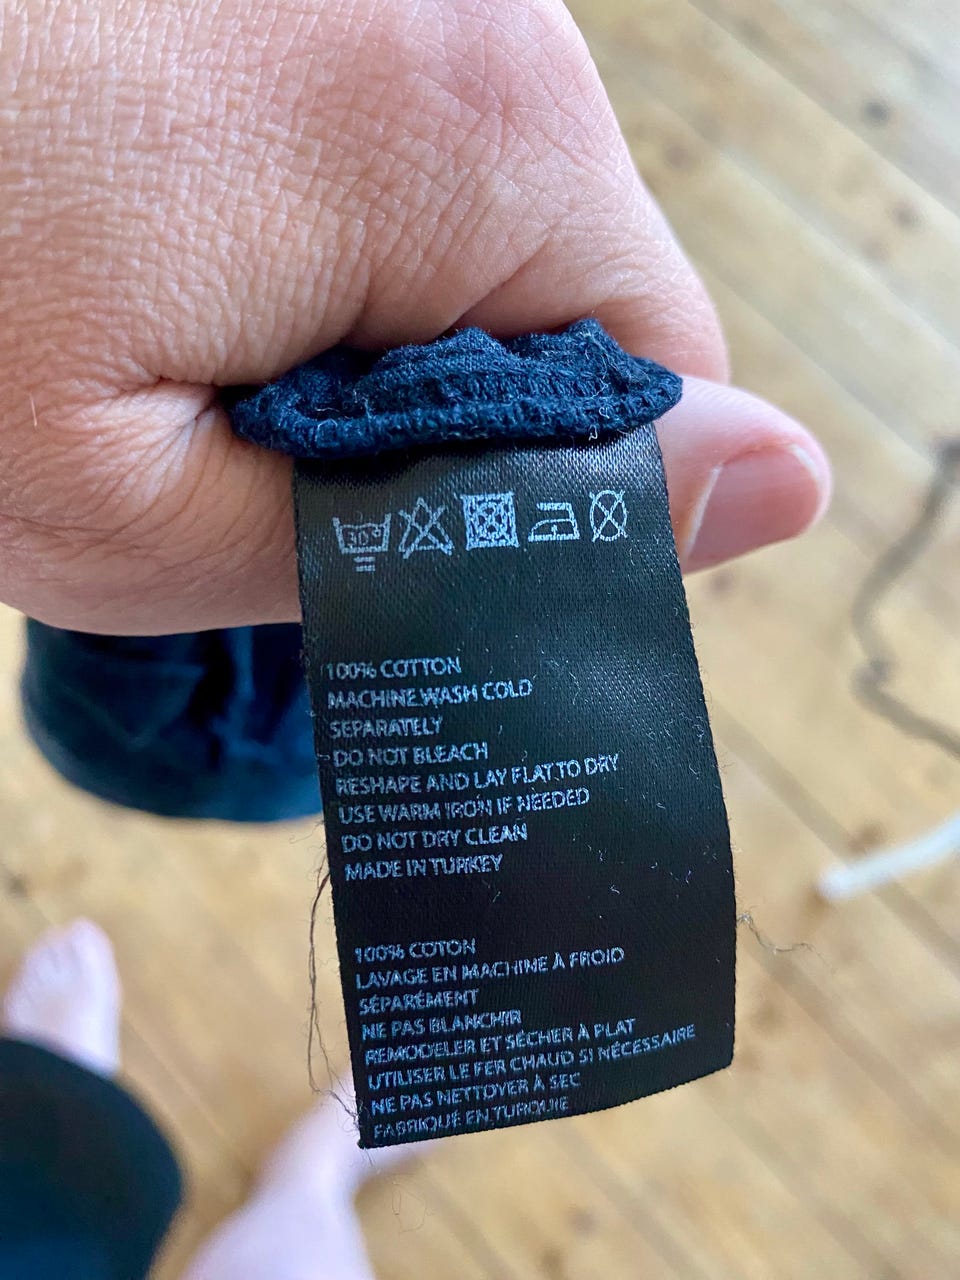 30°
100% COTTON
MACHINE WASH COLD
SEPARATELY
DO NOT BLEACH
RESHAPE AND LAY FLAT TO DRY
USE WARM IRON IF NEEDED
DO NOT DRY CLEAN
MADE IN TURKEY
100% COTON
LAVAGE EN MACHINE À FROID
SÉPARÉMENT
NE PAS BLANCHIR
REMODELER ET SÉCHER À PLAT
UTILISER LE FER CHAUD SI NÉCESSAIRE
NE PAS NETTOYER À SEC
FABRIQUÉ EN TURQUIE